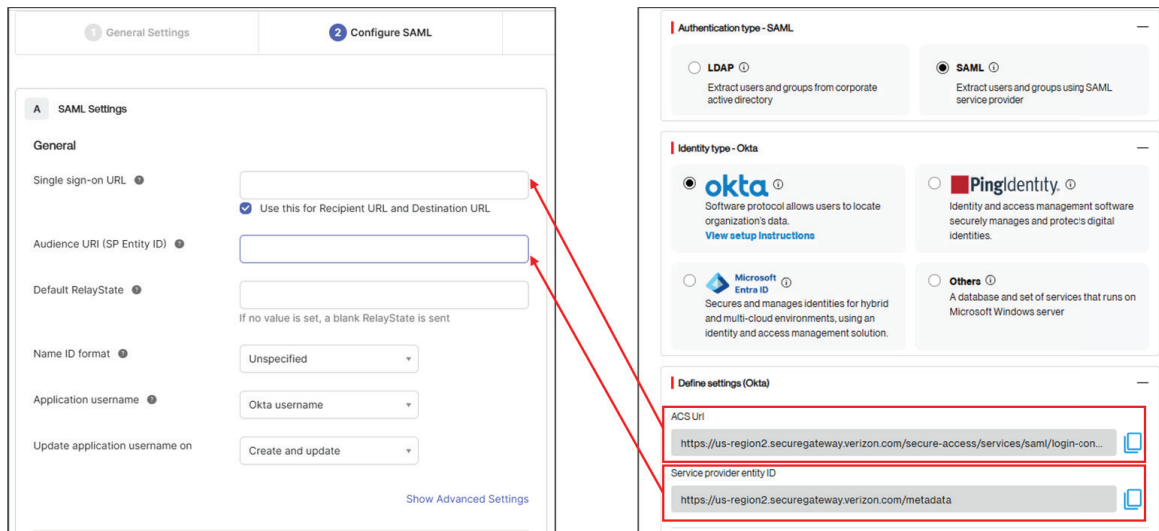 1 General Settings
2 Configure SAML
A SAML Settings
General
Single sign-on URL ?
Use this for Recipient URL and Destination URL
Audience URI (SP Entity ID) ?
Default RelayState ?
If no value is set, a blank RelayState is sent
Name ID format ?
Unspecified
Application username ?
Okta username
Update application username on
Create and update
Show Advanced Settings
Authentication type - SAML
LDAP
Extract users and groups from corporate
active directory
SAML
Extract users and groups using SAML
service provider
Identity type - Okta
okta
Software protocol allows users to locate
organization's data.
View setup Instructions
PingIdentity.
Identity and access management software
securely manages and protects digital
identities.
Microsoft
Entra ID
Secures and manages identities for hybrid
and multi-cloud environments, using an
identity and access management solution.
Others
A database and set of services that runs on
Microsoft Windows server
Define settings (Okta)
ACS Url
https://us-region2.securegateway.verizon.com/secure-access/services/saml/login-con...
Service provider entity ID
https://us-region2.securegateway.verizon.com/metadata